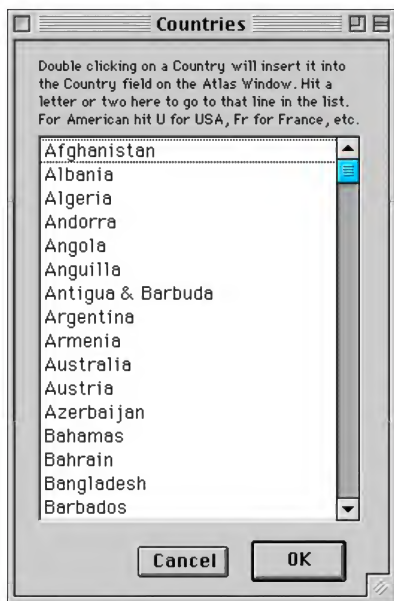 Countries
Double clicking on a Country will insert it into
the Country field on the Atlas Window. Hit a
letter or two here to go to that line in the list.
For American hit U for USA, Fr for France, etc.
Afghanistan
Albania
Algeria
Andorra
Angola
Anguilla
Antigua & Barbuda
Argentina
Armenia
Australia
Austria
Azerbaijan
Bahamas
Bahrain
Bangladesh
Barbados
Cancel OK